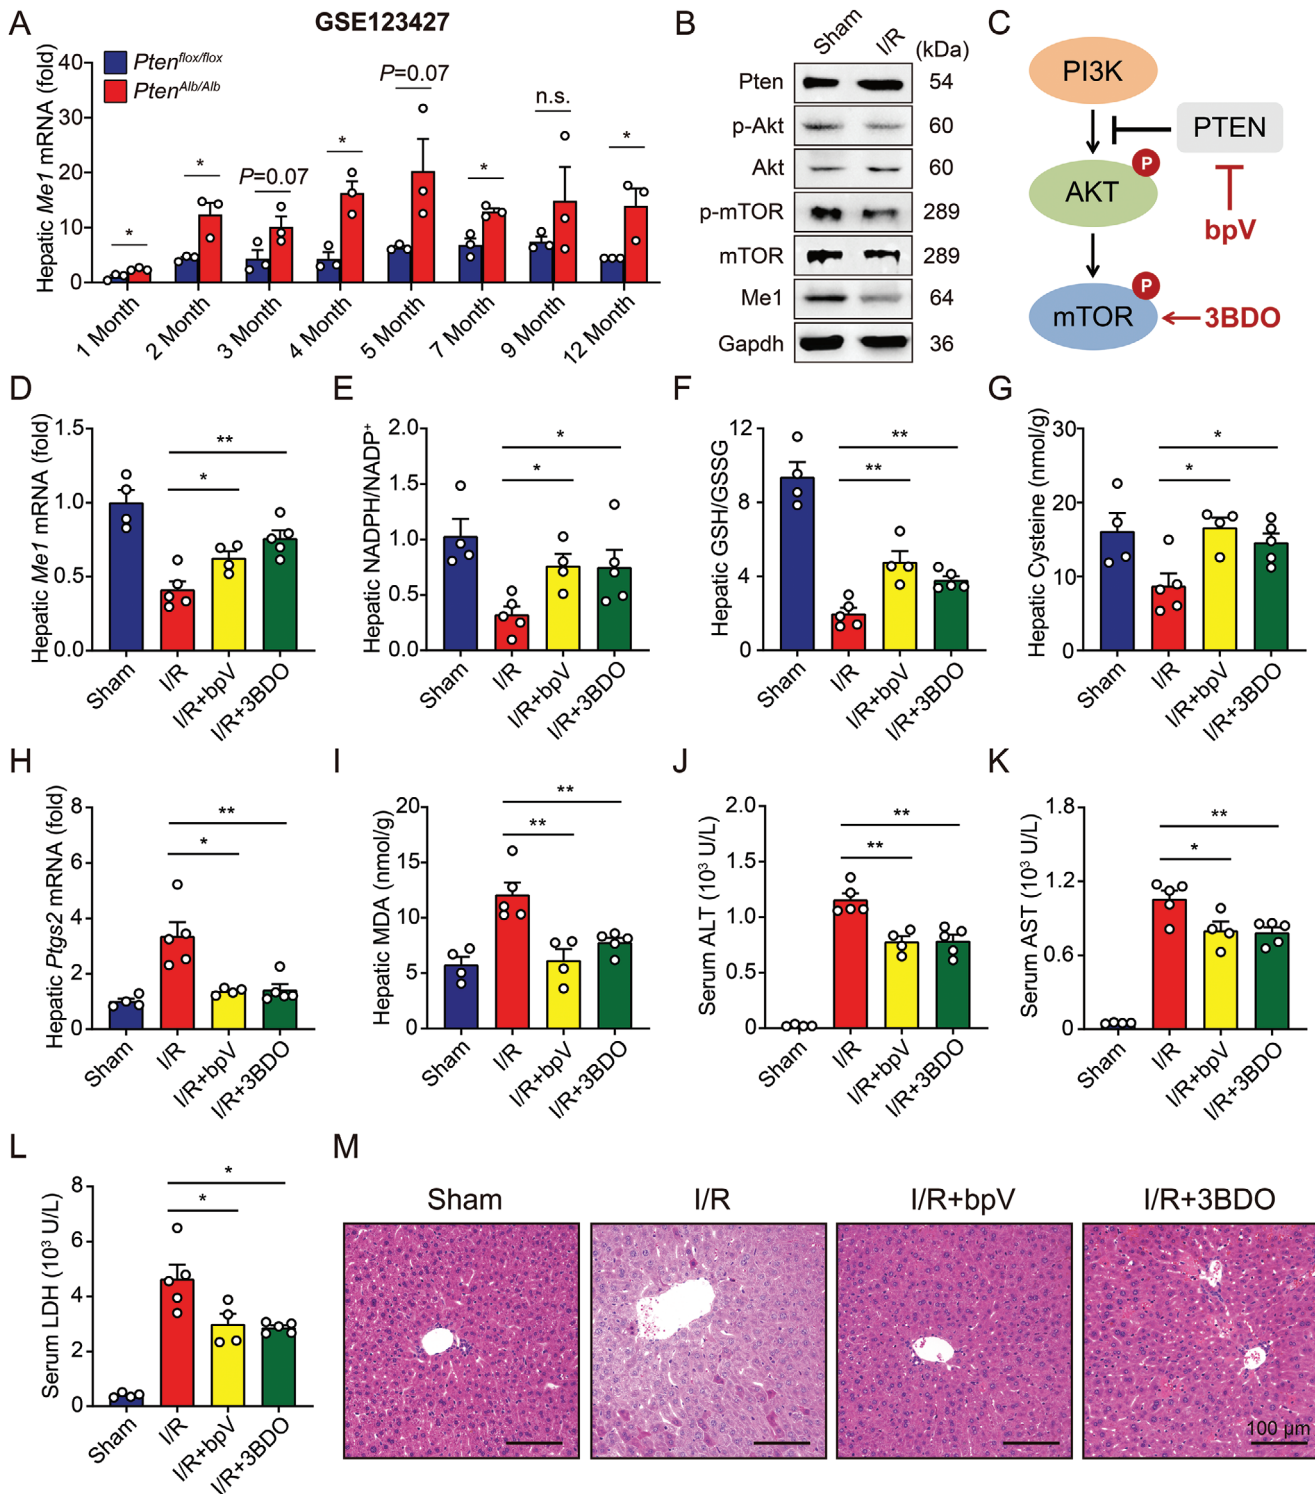 A
GSE123427
Hepatic Me1 mRNA (fold)
40
30
20
10
0
Pten flox/flox
Pten Alb/Alb
*
*
P=0.07
*
P=0.07
*
n.s.
*
1 Month
2 Month
3 Month
4 Month
5 Month
7 Month
9 Month
12 Month
B
Sham
I/R
(kDa)
Pten 54
p-Akt 60
Akt 60
p-mTOR 289
mTOR 289
Me1 64
Gapdh 36
C
PI3K
PTEN
P
AKT
bpV
P
mTOR
3BDO
D
Hepatic Me1 mRNA (fold)
1.5
1.0
0.5
0.0
**
*
Sham
I/R
I/R+bpV
I/R+3BDO
E
Hepatic NADPH/NADP+
2.0
1.5
1.0
0.5
0.0
*
*
Sham
I/R
I/R+bpV
I/R+3BDO
F
Hepatic GSH/GSSG
12
8
4
0
**
**
Sham
I/R
I/R+bpV
I/R+3BDO
G
Hepatic Cysteine (nmol/g)
30
20
10
0
*
*
Sham
I/R
I/R+bpV
I/R+3BDO
H
Hepatic Ptgs2 mRNA (fold)
8
6
4
2
0
**
*
Sham
I/R
I/R+bpV
I/R+3BDO
I
Hepatic MDA (nmol/g)
20
15
10
5
0
**
**
Sham
I/R
I/R+bpV
I/R+3BDO
J
Serum ALT (10³ U/L)
2.0
1.5
1.0
0.5
0
**
**
Sham
I/R
I/R+bpV
I/R+3BDO
K
Serum AST (10³ U/L)
1.8
1.2
0.6
0
**
*
Sham
I/R
I/R+bpV
I/R+3BDO
L
Serum LDH (10³ U/L)
8
6
4
2
0
*
*
Sham
I/R
I/R+bpV
I/R+3BDO
M
Sham
I/R
I/R+bpV
I/R+3BDO
100 µm